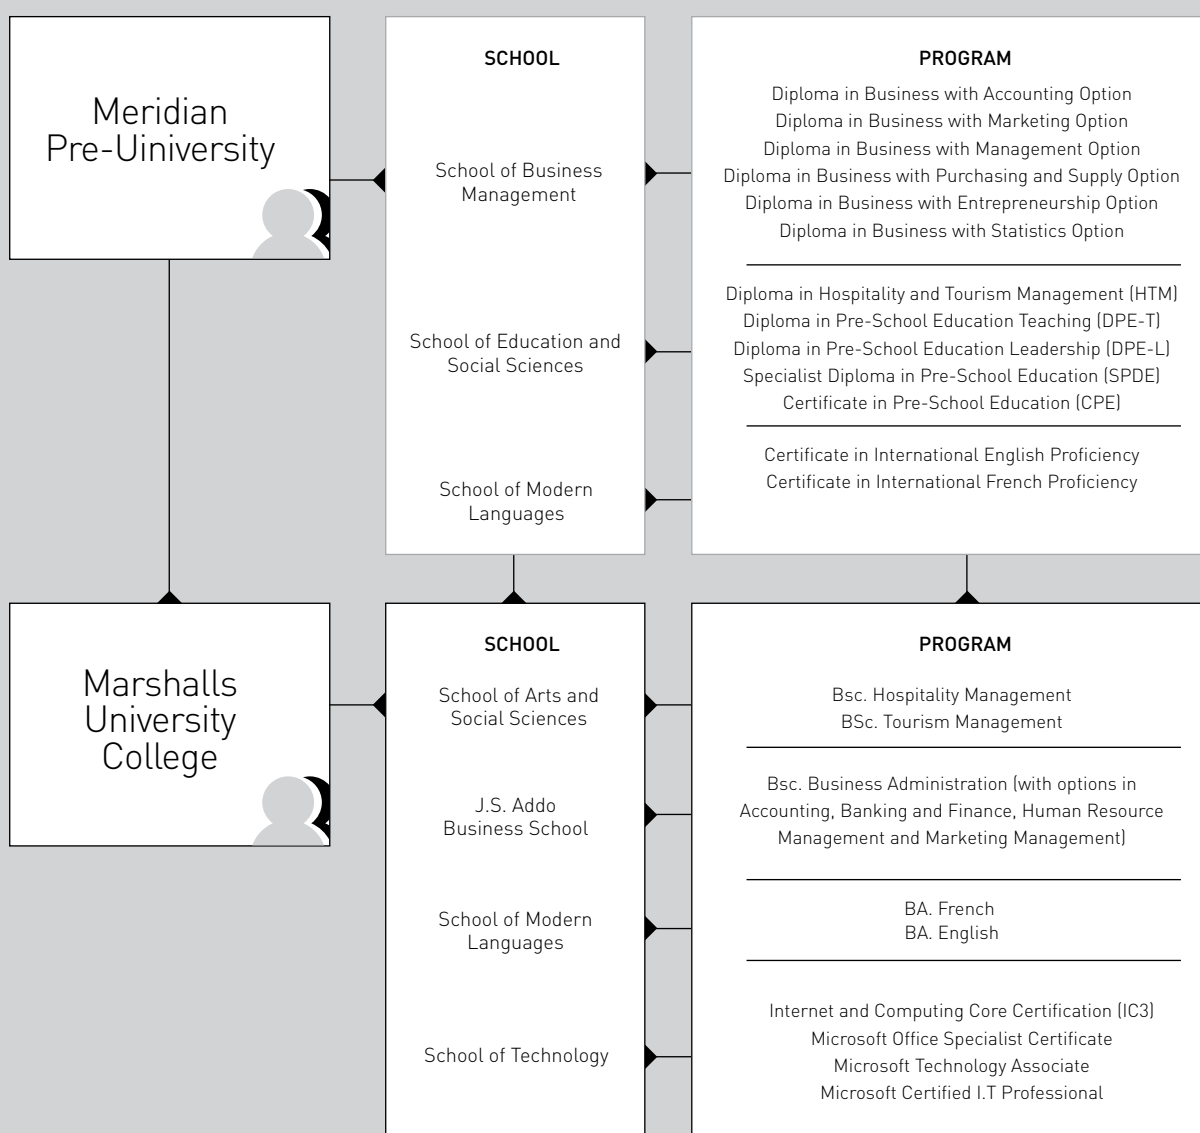 Meridian
Pre-Uiniversity
SCHOOL
School of Business
Management
School of Education and
Social Sciences
School of Modern
Languages
PROGRAM
Diploma in Business with Accounting Option
Diploma in Business with Marketing Option
Diploma in Business with Management Option
Diploma in Business with Purchasing and Supply Option
Diploma in Business with Entrepreneurship Option
Diploma in Business with Statistics Option
Diploma in Hospitality and Tourism Management (HTM)
Diploma in Pre-School Education Teaching (DPE-T)
Diploma in Pre-School Education Leadership (DPE-L)
Specialist Diploma in Pre-School Education (SPDE)
Certificate in Pre-School Education (CPE)
Certificate in International English Proficiency
Certificate in International French Proficiency
Marshalls
University
College
SCHOOL
School of Arts and
Social Sciences
J.S. Addo
Business School
School of Modern
Languages
School of Technology
PROGRAM
Bsc. Hospitality Management
BSc. Tourism Management
Bsc. Business Administration (with options in
Accounting, Banking and Finance, Human Resource
Management and Marketing Management)
BA. French
BA. English
Internet and Computing Core Certification (IC3)
Microsoft Office Specialist Certificate
Microsoft Technology Associate
Microsoft Certified I.T Professional